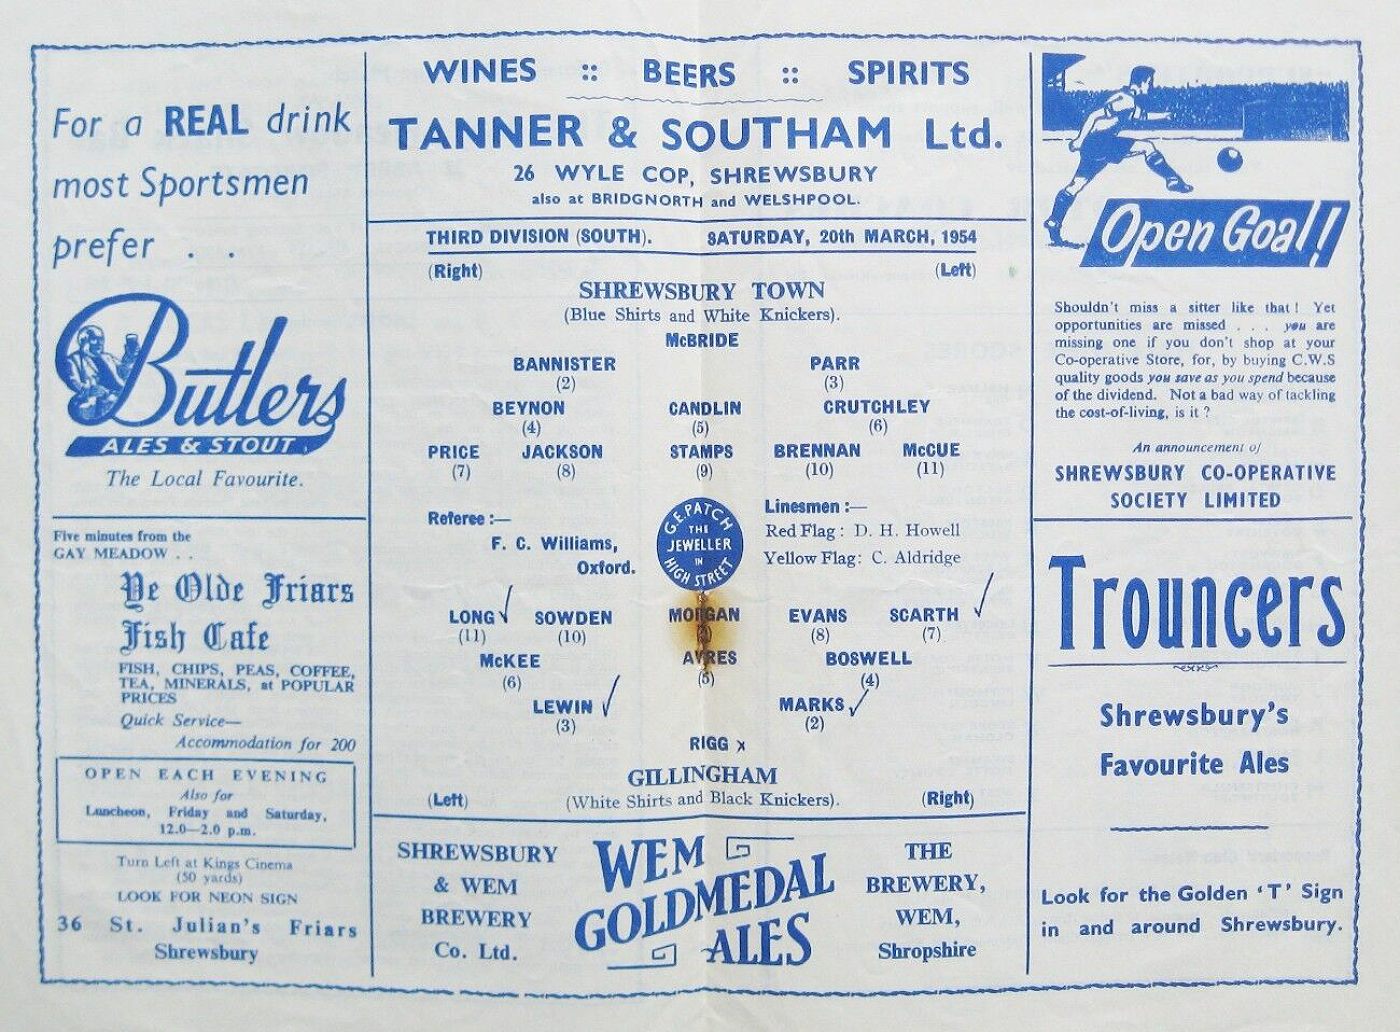 For a REAL drink
most Sportsmen
prefer . .
Butlers
ALES & STOUT
The Local Favourite.
Five minutes from the
GAY MEADOW . .
Ye Olde Friars
Fish Cafe
FISH, CHIPS, PEAS, COFFEE,
TEA, MINERALS, at POPULAR
PRICES
Quick Service—
Accommodation for 200
OPEN EACH EVENING
Also for
Luncheon, Friday and Saturday,
12.0—2.0 p.m.
Turn Left at Kings Cinema
(50 yards)
LOOK FOR NEON SIGN
36 St. Julian's Friars
Shrewsbury
WINES :: BEERS :: SPIRITS
TANNER & SOUTHAM Ltd.
26 WYLE COP, SHREWSBURY
also at BRIDGNORTH and WELSHPOOL.
THIRD DIVISION (SOUTH). SATURDAY, 20th MARCH, 1954
(Right) (Left)
SHREWSBURY TOWN
(Blue Shirts and White Knickers).
McBRIDE
BANNISTER PARR
(2) (3)
BEYNON CANDLIN CRUTCHLEY
(4) (5) (6)
PRICE JACKSON STAMPS BRENNAN McCUE
(7) (8) (9) (10) (11)
Referee :—
F. C. Williams,
Oxford.
G.E. PATCH
THE
JEWELLER
IN
HIGH STREET
Linesmen :—
Red Flag : D. H. Howell
Yellow Flag: C. Aldridge
LONG SOWDEN MORGAN EVANS SCARTH
(11) (10) (8) (7)
McKEE AYRES BOSWELL
(6) (5) (4)
LEWIN MARKS
(3) (2)
RIGG x
GILLINGHAM
(Left) (White Shirts and Black Knickers). (Right)
SHREWSBURY
& WEM
BREWERY
Co. Ltd.
WEM
GOLDMEDAL
ALES
THE
BREWERY,
WEM,
Shropshire
Open Goal!
Shouldn't miss a sitter like that! Yet
opportunities are missed . . . you are
missing one if you don't shop at your
Co-operative Store, for, by buying C.W.S
quality goods you save as you spend because
of the dividend. Not a bad way of tackling
the cost-of-living, is it ?
An announcement of
SHREWSBURY CO-OPERATIVE
SOCIETY LIMITED
Trouncers
Shrewsbury's
Favourite Ales
Look for the Golden 'T' Sign
in and around Shrewsbury.